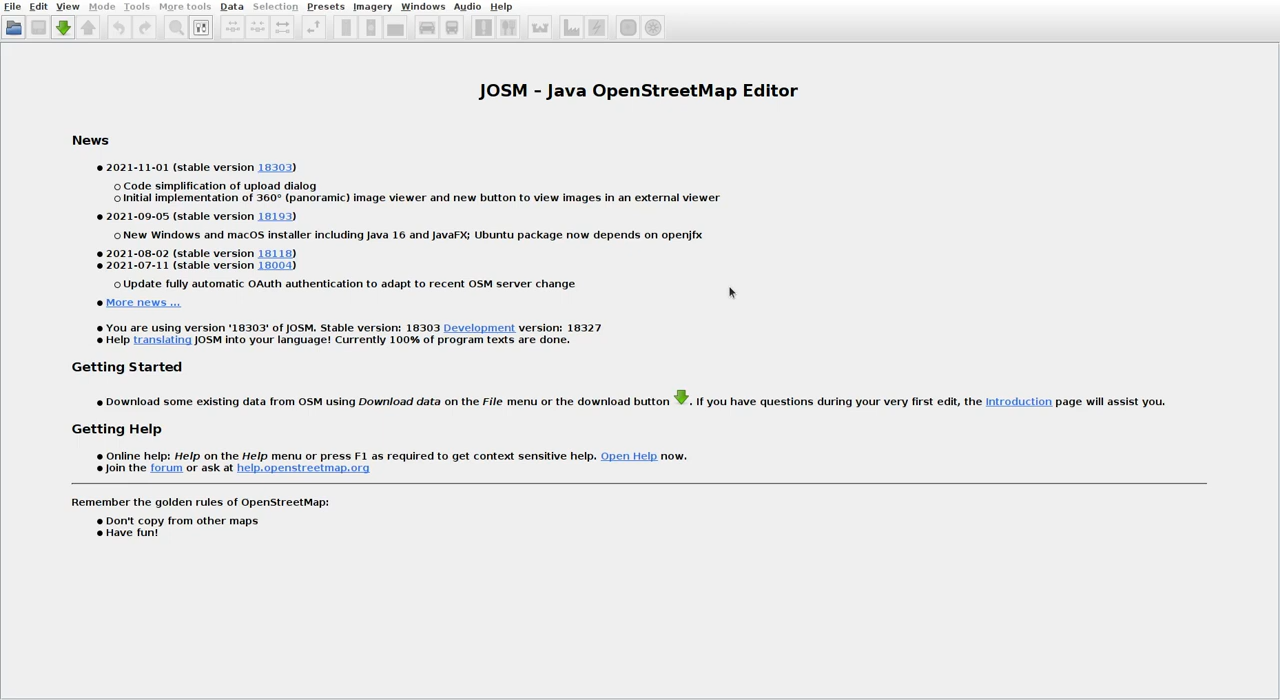 File Edit View Mode Tools More tools Data Selection Presets Imagery Windows Audio Help
JOSM – Java OpenStreetMap Editor
News
2021-11-01 (stable version 18303)
Code simplification of upload dialog
Initial implementation of 360° (panoramic) image viewer and new button to view images in an external viewer
2021-09-05 (stable version 18193)
New Windows and macOS installer including Java 16 and JavaFX; Ubuntu package now depends on openjfx
2021-08-02 (stable version 18118)
2021-07-11 (stable version 18004)
Update fully automatic OAuth authentication to adapt to recent OSM server change
More news ...
You are using version '18303' of JOSM. Stable version: 18303 Development version: 18327
Help translating JOSM into your language! Currently 100% of program texts are done.
Getting Started
Download some existing data from OSM using Download data on the File menu or the download button . If you have questions during your very first edit, the Introduction page will assist you.
Getting Help
Online help: Help on the Help menu or press F1 as required to get context sensitive help. Open Help now.
Join the forum or ask at help.openstreetmap.org
Remember the golden rules of OpenStreetMap:
Don't copy from other maps
Have fun!